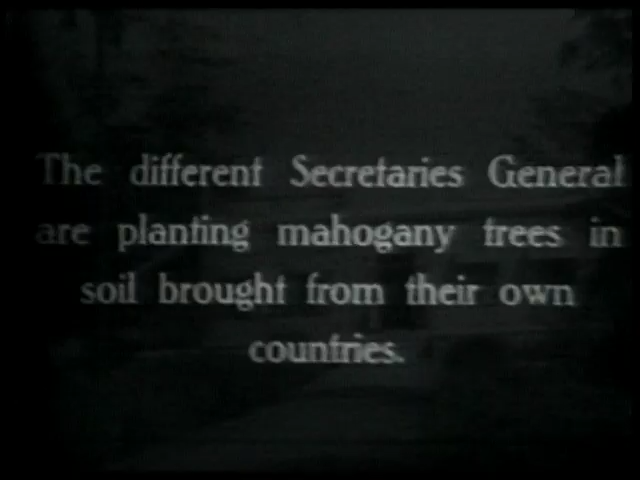 The different Secretaries General
are planting mahogany trees in
soil brought from their own
countries.